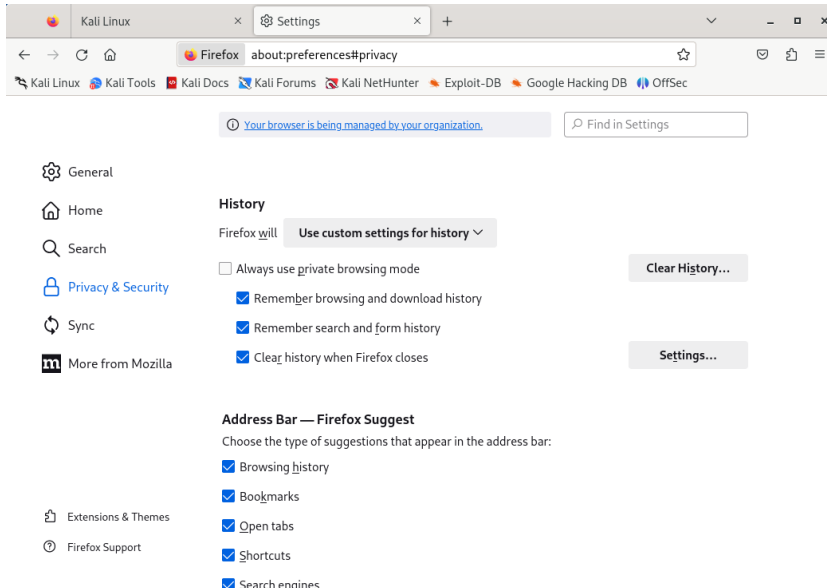 Kali Linux
Settings
Firefox about:preferences#privacy
Kali Linux Kali Tools Kali Docs Kali Forums Kali NetHunter Exploit-DB Google Hacking DB OffSec
Your browser is being managed by your organization.
Find in Settings
General
Home
Search
Privacy & Security
Sync
More from Mozilla
Extensions & Themes
Firefox Support
History
Firefox will Use custom settings for history
Always use private browsing mode
Clear History...
Remember browsing and download history
Remember search and form history
Clear history when Firefox closes
Settings...
Address Bar — Firefox Suggest
Choose the type of suggestions that appear in the address bar:
Browsing history
Bookmarks
Open tabs
Shortcuts
Search engines